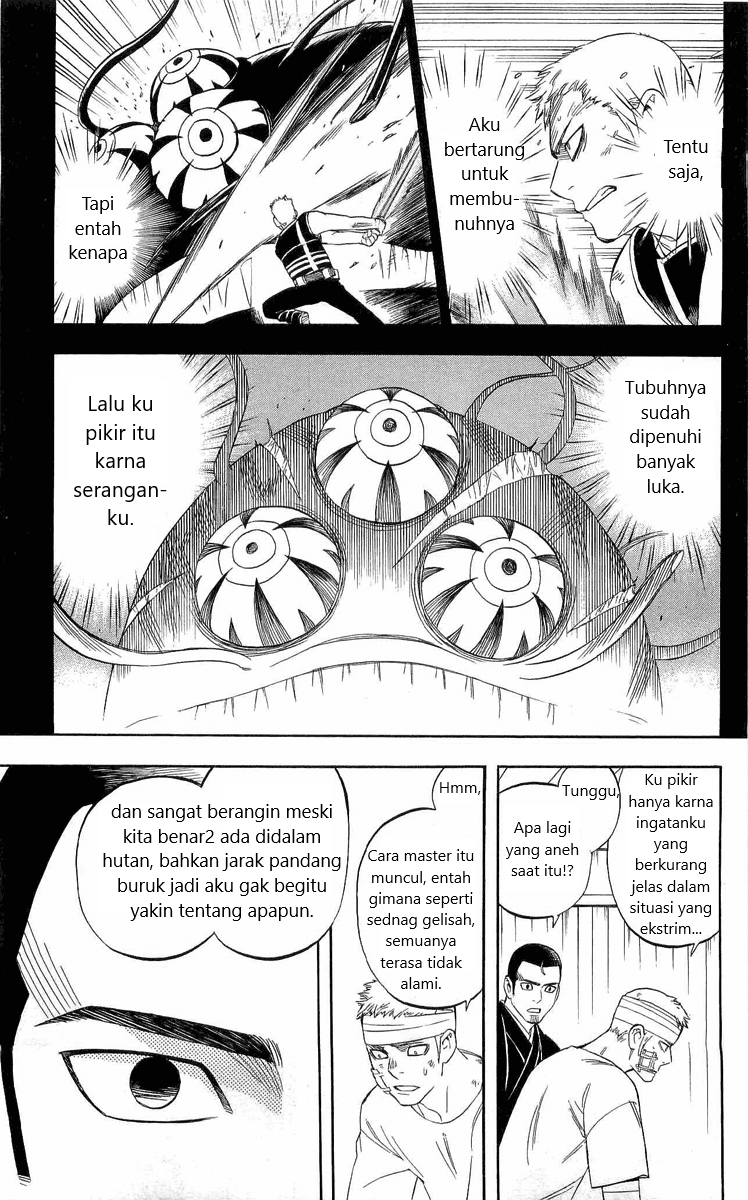 Tentu
saja,
Aku
bertarung
untuk
membu-
nuhnya
Tapi
entah
kenapa
Tubuhnya
sudah
dipenuhi
banyak
luka.
Lalu ku
pikir itu
karna
serangan-
ku.
Ku pikir
hanya karna
ingatanku
yang
berkurang
jelas dalam
situasi yang
ekstrim...
Tunggu,
Apa lagi
yang aneh
saat itu!?
Hmm,
Cara master itu
muncul, entah
gimana seperti
sednag gelisah,
semuanya
terasa tidak
alami.
dan sangat berangin meski
kita benar2 ada didalam
hutan, bahkan jarak pandang
buruk jadi aku gak begitu
yakin tentang apapun.